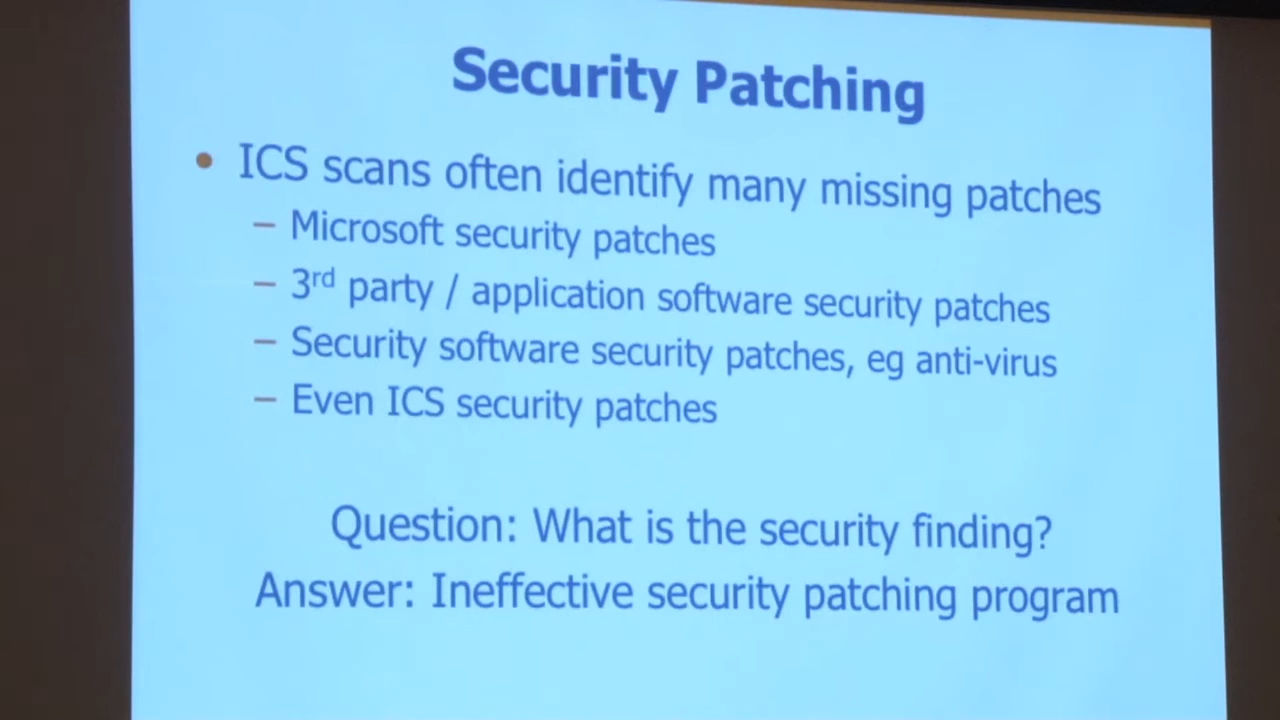 Security Patching
• ICS scans often identify many missing patches
– Microsoft security patches
– 3rd party / application software security patches
– Security software security patches, eg anti-virus
– Even ICS security patches
Question: What is the security finding?
Answer: Ineffective security patching program